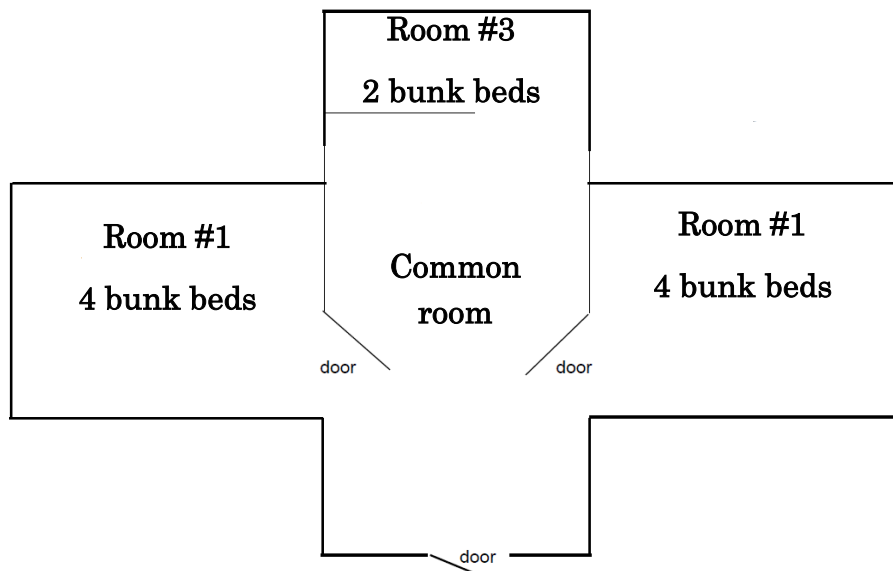 Room #3
2 bunk beds
Room #1
4 bunk beds
Common
room
Room #1
4 bunk beds
door
door
door